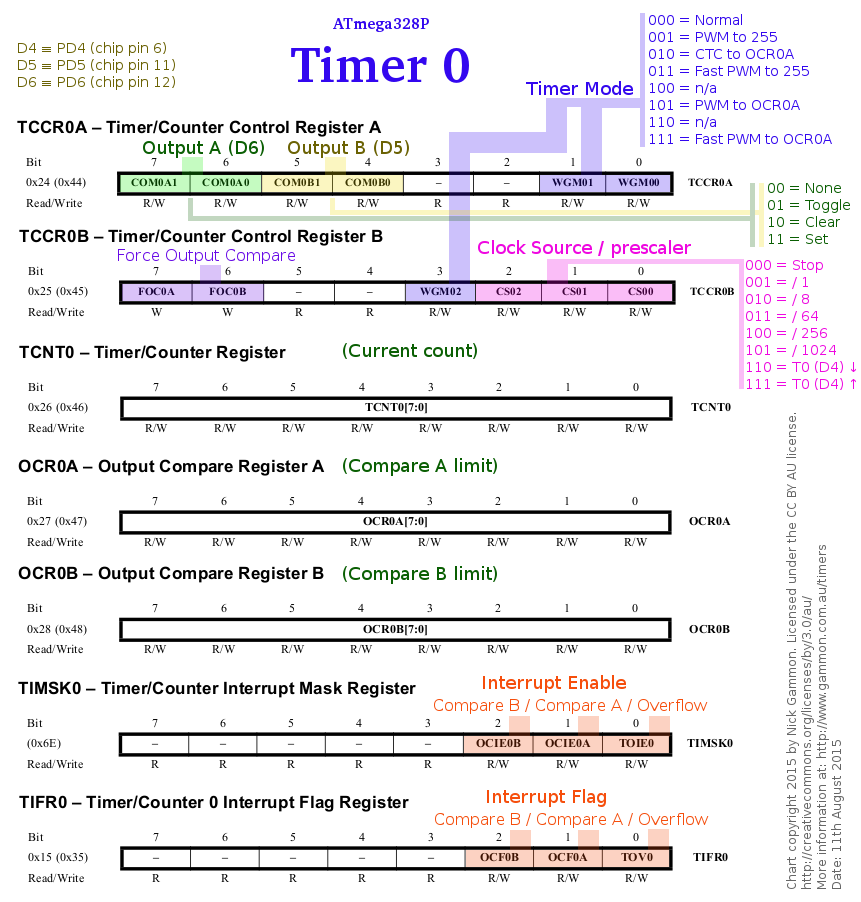 ATmega328P
Timer 0
D4 ≡ PD4 (chip pin 6)
D5 ≡ PD5 (chip pin 11)
D6 ≡ PD6 (chip pin 12)
Timer Mode
000 = Normal
001 = PWM to 255
010 = CTC to OCR0A
011 = Fast PWM to 255
100 = n/a
101 = PWM to OCR0A
110 = n/a
111 = Fast PWM to OCR0A
TCCR0A – Timer/Counter Control Register A
Output A (D6) Output B (D5)
Bit 7 6 5 4 3 2 1 0
0x24 (0x44) COM0A1 COM0A0 COM0B1 COM0B0 – – WGM01 WGM00 TCCR0A
Read/Write R/W R/W R/W R/W R R R/W R/W
00 = None
01 = Toggle
10 = Clear
11 = Set
TCCR0B – Timer/Counter Control Register B
Force Output Compare
Clock Source / prescaler
Bit 7 6 5 4 3 2 1 0
0x25 (0x45) FOC0A FOC0B – – WGM02 CS02 CS01 CS00 TCCR0B
Read/Write W W R R R/W R/W R/W R/W
000 = Stop
001 = / 1
010 = / 8
011 = / 64
100 = / 256
101 = / 1024
110 = T0 (D4) ↓
111 = T0 (D4) ↑
TCNT0 – Timer/Counter Register (Current count)
Bit 7 6 5 4 3 2 1 0
0x26 (0x46) TCNT0[7:0] TCNT0
Read/Write R/W R/W R/W R/W R/W R/W R/W R/W
OCR0A – Output Compare Register A (Compare A limit)
Bit 7 6 5 4 3 2 1 0
0x27 (0x47) OCR0A[7:0] OCR0A
Read/Write R/W R/W R/W R/W R/W R/W R/W R/W
OCR0B – Output Compare Register B (Compare B limit)
Bit 7 6 5 4 3 2 1 0
0x28 (0x48) OCR0B[7:0] OCR0B
Read/Write R/W R/W R/W R/W R/W R/W R/W R/W
TIMSK0 – Timer/Counter Interrupt Mask Register
Interrupt Enable
Compare B / Compare A / Overflow
Bit 7 6 5 4 3 2 1 0
(0x6E) – – – – – OCIE0B OCIE0A TOIE0 TIMSK0
Read/Write R R R R R R/W R/W R/W
TIFR0 – Timer/Counter 0 Interrupt Flag Register
Interrupt Flag
Compare B / Compare A / Overflow
Bit 7 6 5 4 3 2 1 0
0x15 (0x35) – – – – – OCF0B OCF0A TOV0 TIFR0
Read/Write R R R R R R/W R/W R/W
Chart copyright 2015 by Nick Gammon. Licensed under the CC BY AU license.
http://creativecommons.org/licenses/by/3.0/au/
More information at: http://www.gammon.com.au/timers
Date: 11th August 2015